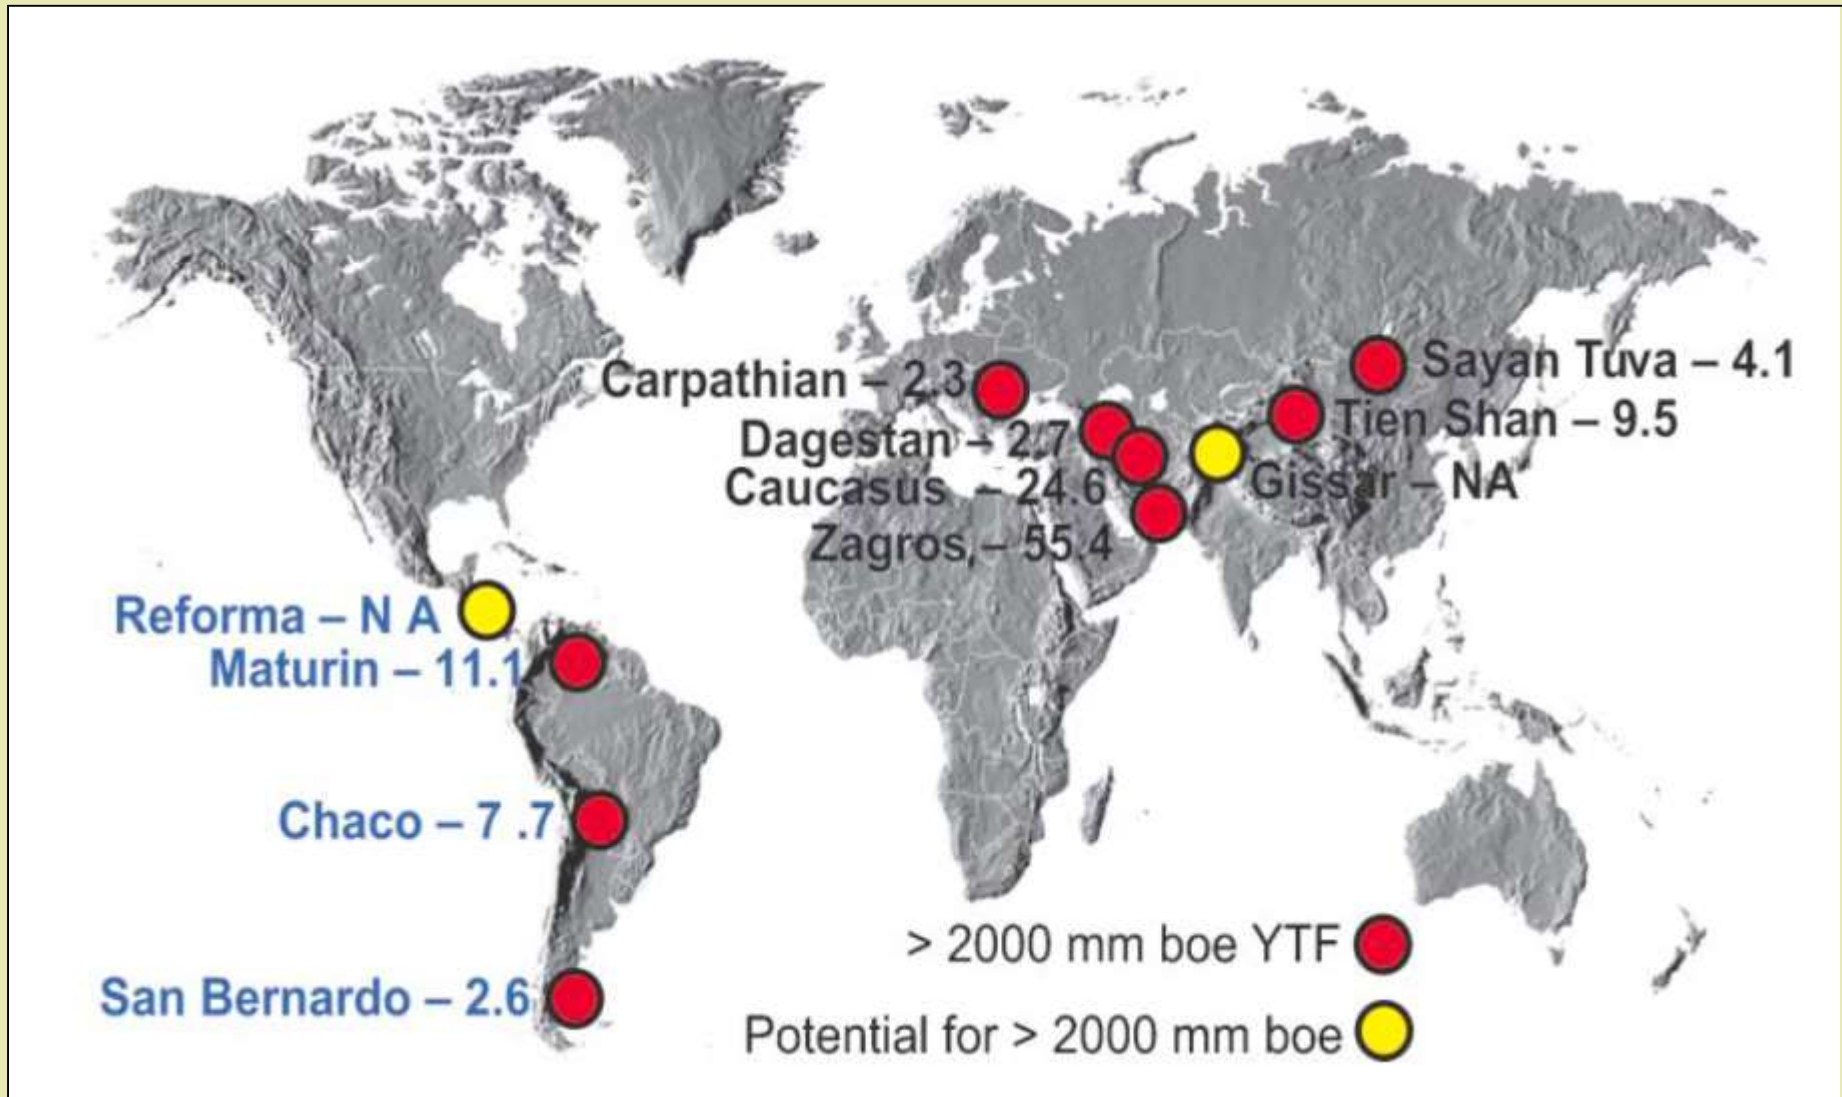 Carpathian – 2.3
Sayan Tuva – 4.1
Dagestan – 2.7
Tien Shan – 9.5
Caucasus – 24.6
Gissar – NA
Zagros, – 55.4
Reforma – N A
Maturin – 11.1
Chaco – 7 .7
San Bernardo – 2.6
> 2000 mm boe YTF
Potential for > 2000 mm boe